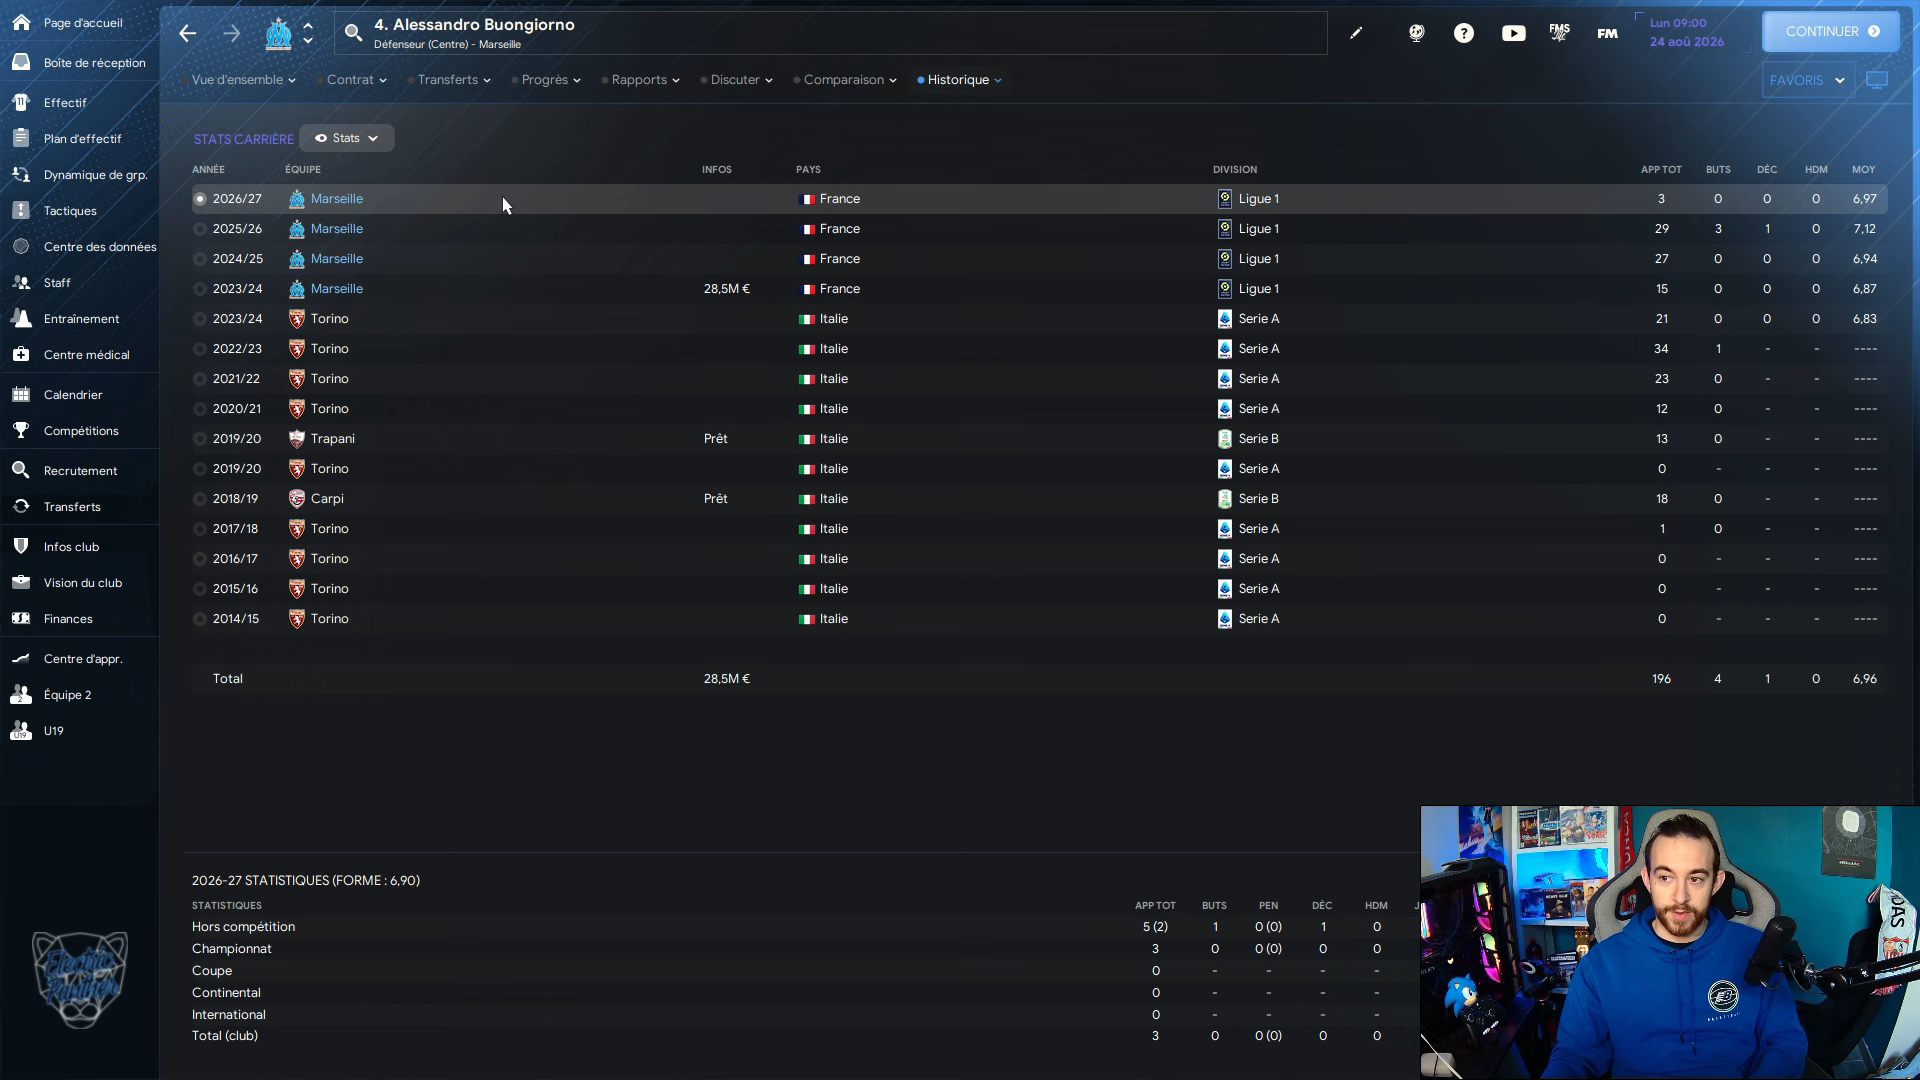 Page d'accueil
Boîte de réception
Effectif
Plan d'effectif
Dynamique de grp.
Tactiques
Centre des données
Staff
Entraînement
Centre médical
Calendrier
Compétitions
Recrutement
Transferts
Infos club
Vision du club
Finances
Centre d'appr.
Équipe 2
U19
4. Alessandro Buongiorno
Défenseur (Centre) - Marseille
FMS
FM
Lun 09:00
24 aoû 2026
CONTINUER
Vue d'ensemble
Contrat
Transferts
Progrès
Rapports
Discuter
Comparaison
Historique
FAVORIS
STATS CARRIÈRE
Stats
ANNÉE ÉQUIPE INFOS PAYS DIVISION APP TOT BUTS DÉC HDM MOY
2026/27 Marseille France Ligue 1 3 0 0 0 6,97
2025/26 Marseille France Ligue 1 29 3 1 0 7,12
2024/25 Marseille France Ligue 1 27 0 0 0 6,94
2023/24 Marseille 28,5M € France Ligue 1 15 0 0 0 6,87
2023/24 Torino Italie Serie A 21 0 0 0 6,83
2022/23 Torino Italie Serie A 34 1 - - ----
2021/22 Torino Italie Serie A 23 0 - - ----
2020/21 Torino Italie Serie A 12 0 - - ----
2019/20 Trapani Prêt Italie Serie B 13 0 - - ----
2019/20 Torino Italie Serie A 0 - - - ----
2018/19 Carpi Prêt Italie Serie B 18 0 - - ----
2017/18 Torino Italie Serie A 1 0 - - ----
2016/17 Torino Italie Serie A 0 - - - ----
2015/16 Torino Italie Serie A 0 - - - ----
2014/15 Torino Italie Serie A 0 - - - ----
Total 28,5M € 196 4 1 0 6,96
2026-27 STATISTIQUES (FORME : 6,90)
STATISTIQUES APP TOT BUTS PEN DÉC HDM
Hors compétition 5 (2) 1 0 (0) 1 0
Championnat 3 0 0 (0) 0 0
Coupe 0 - - - -
Continental 0 - - - -
International 0 - - - -
Total (club) 3 0 0 (0) 0 0